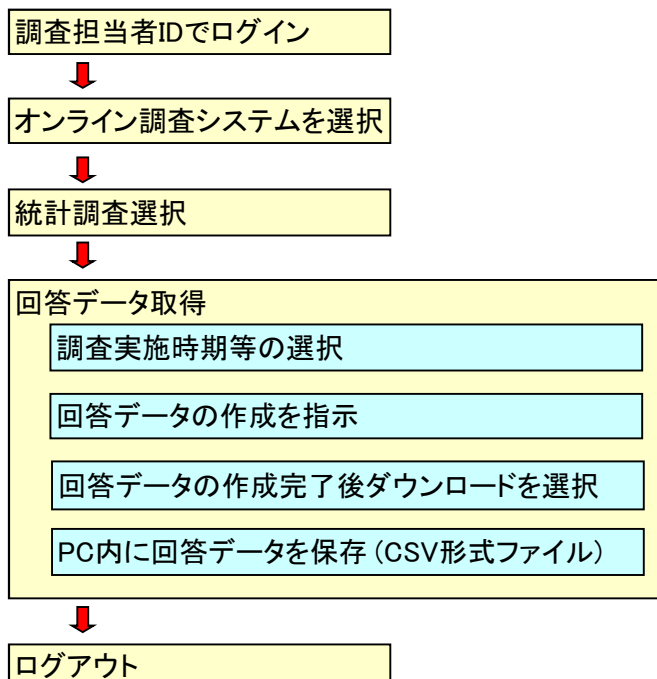 調査担当者IDでログイン
オンライン調査システムを選択
統計調査選択
回答データ取得
調査実施時期等の選択
回答データの作成を指示
回答データの作成完了後ダウンロードを選択
PC内に回答データを保存(CSV形式ファイル)
ログアウト